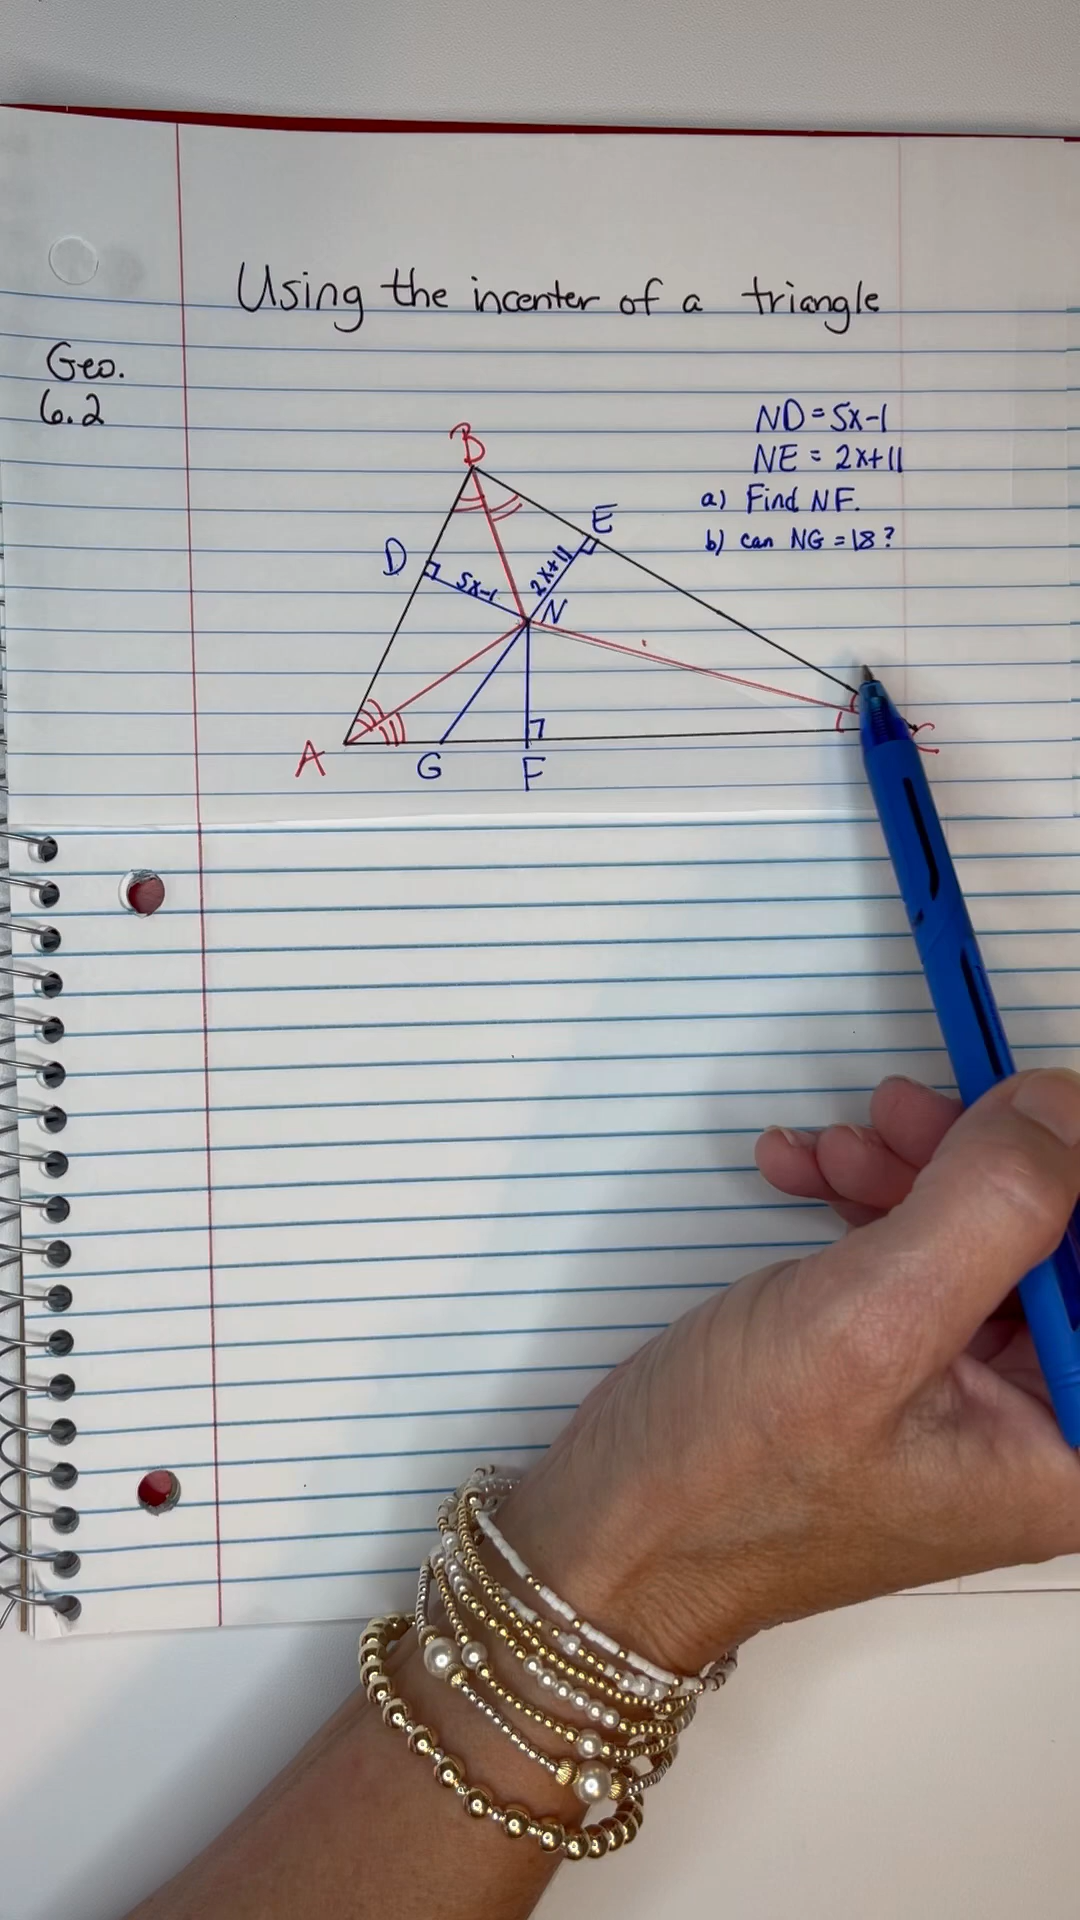 Using the incenter of a triangle
Geo.
6.2
ND = 5x-1
NE = 2x+11
a) Find NF.
b) can NG = 18?
B
E
D
5x-1
2x+11
N
A
G
F
C